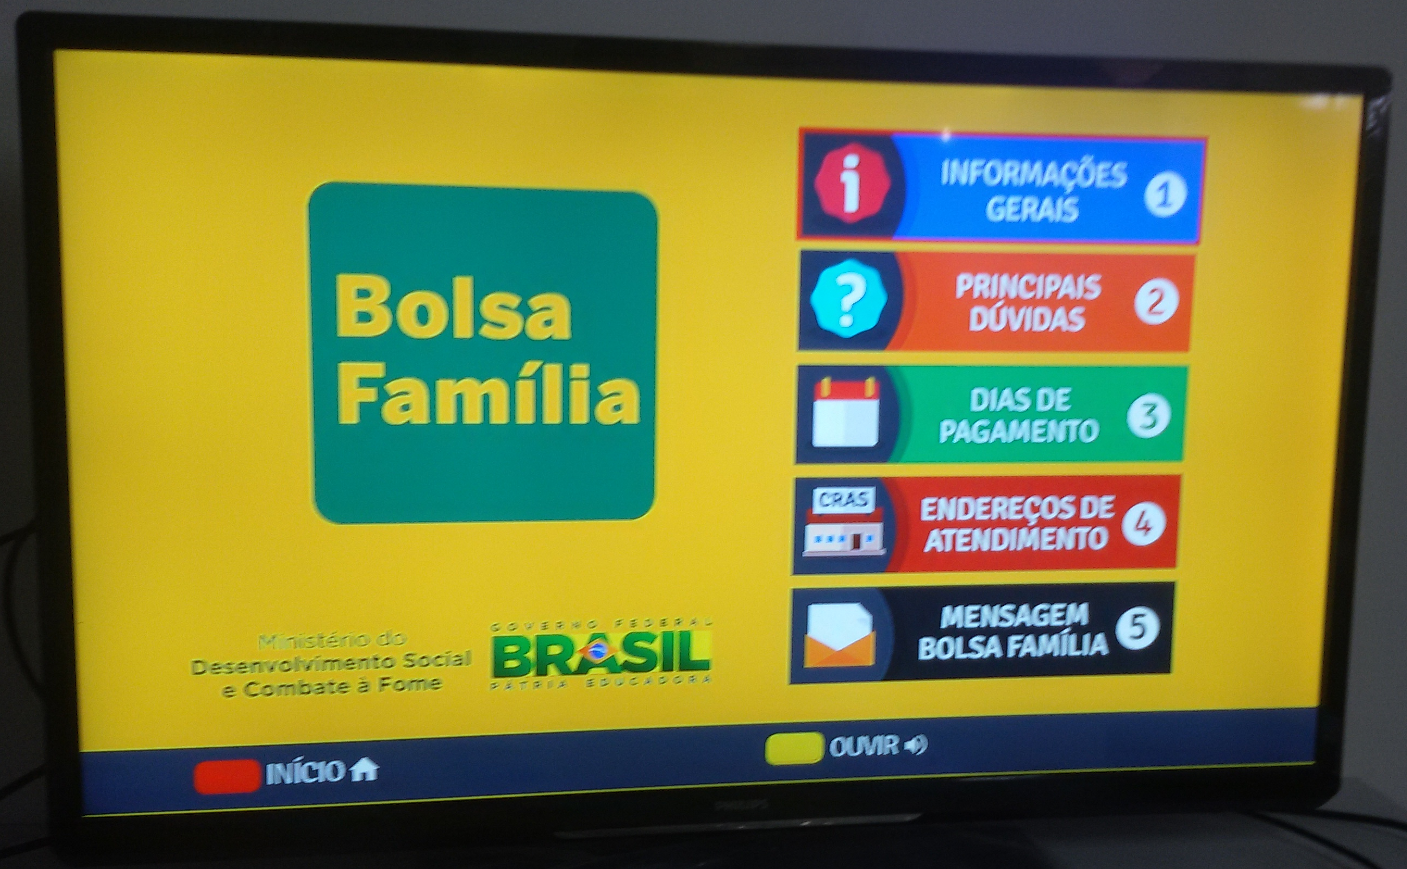 Bolsa
Família
Ministério do
Desenvolvimento Social
e Combate à Fome
GOVERNO FEDERAL
BRASIL
PÁTRIA EDUCADORA
INFORMAÇÕES
GERAIS
1
PRINCIPAIS
DÚVIDAS
2
DIAS DE
PAGAMENTO
3
CRAS
ENDEREÇOS DE
ATENDIMENTO
4
MENSAGEM
BOLSA FAMÍLIA
5
INÍCIO
OUVIR
PHILIPS